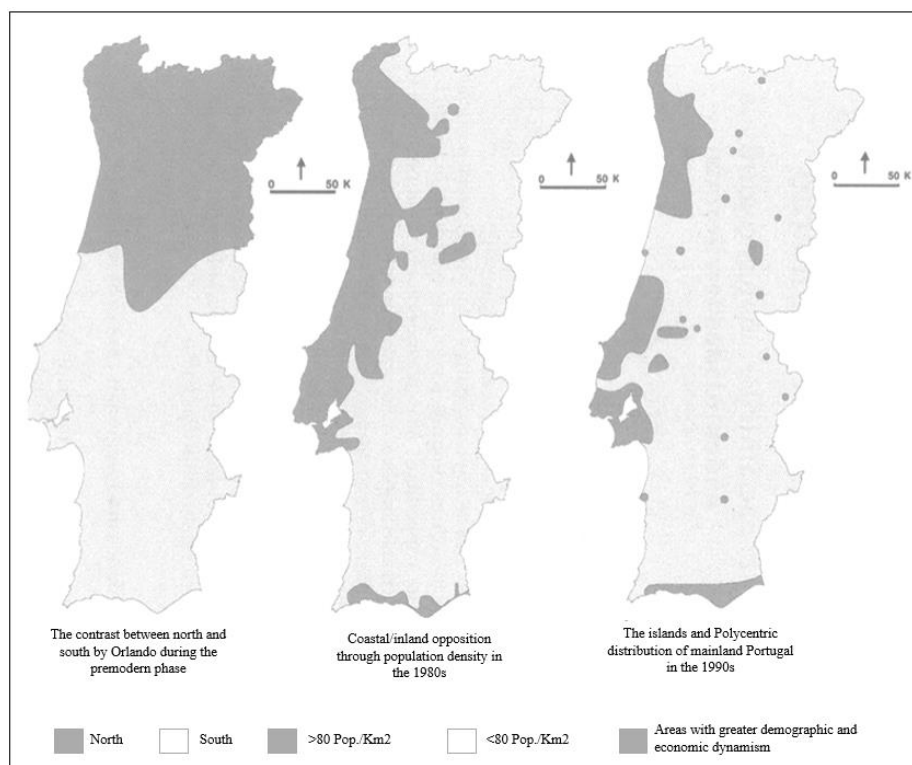 0 50 K
0 50 K
0 50 K
The contrast between north and
south by Orlando during the
premodern phase
Coastal/inland opposition
through population density in
the 1980s
The islands and Polycentric
distribution of mainland Portugal
in the 1990s
North
South
>80 Pop./Km2
<80 Pop./Km2
Areas with greater demographic and
economic dynamism